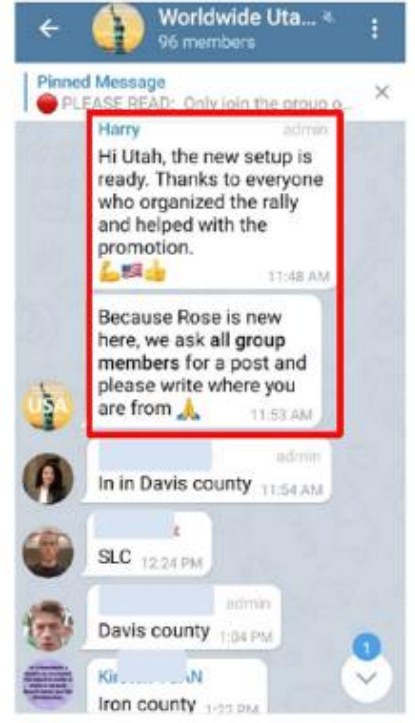 Worldwide Uta...
96 members
Pinned Message
PLEASE READ: Only join the group o...
Harry admin
Hi Utah, the new setup is
ready. Thanks to everyone
who organized the rally
and helped with the
promotion.
11:48 AM
Because Rose is new
here, we ask all group
members for a post and
please write where you
are from
11:53 AM
USA
admin
In in Davis county 11:54 AM
SLC 12:24 PM
admin
Davis county 1:04 PM
1
Iron county 1:22 PM